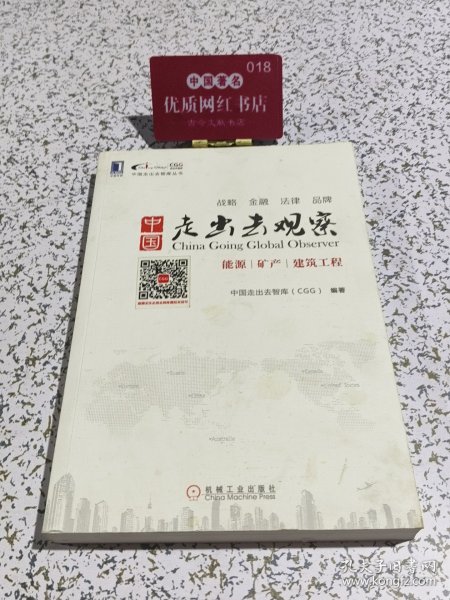 018
中国著名
优质网红书店
古今文献书店
CGG
中国走出去智库丛书
战略 金融 法律 品牌
中国
走出去观察
China Going Global Observer
能源|矿产|建筑工程
中国走出去智库(CGG) 编著
Australia
机械工业出版社
China Machine Press
孔夫子旧书网
www.kongfz.com